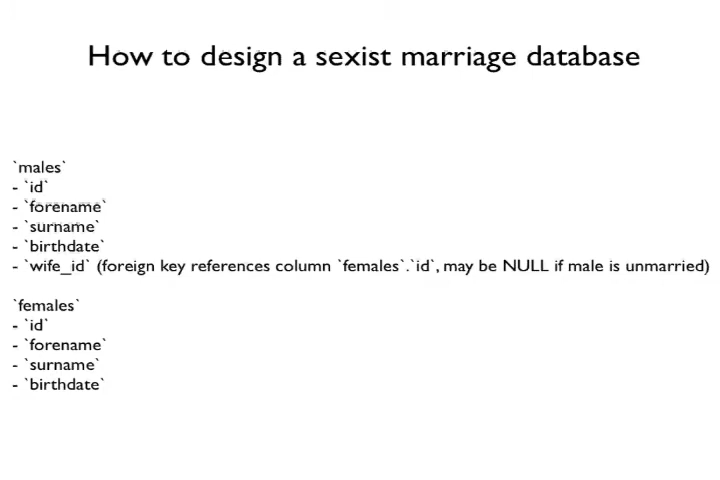 How to design a sexist marriage database
`males`
- `id`
- `forename`
- `surname`
- `birthdate`
- `wife_id` (foreign key references column `females`.`id`, may be NULL if male is unmarried)
`females`
- `id`
- `forename`
- `surname`
- `birthdate`